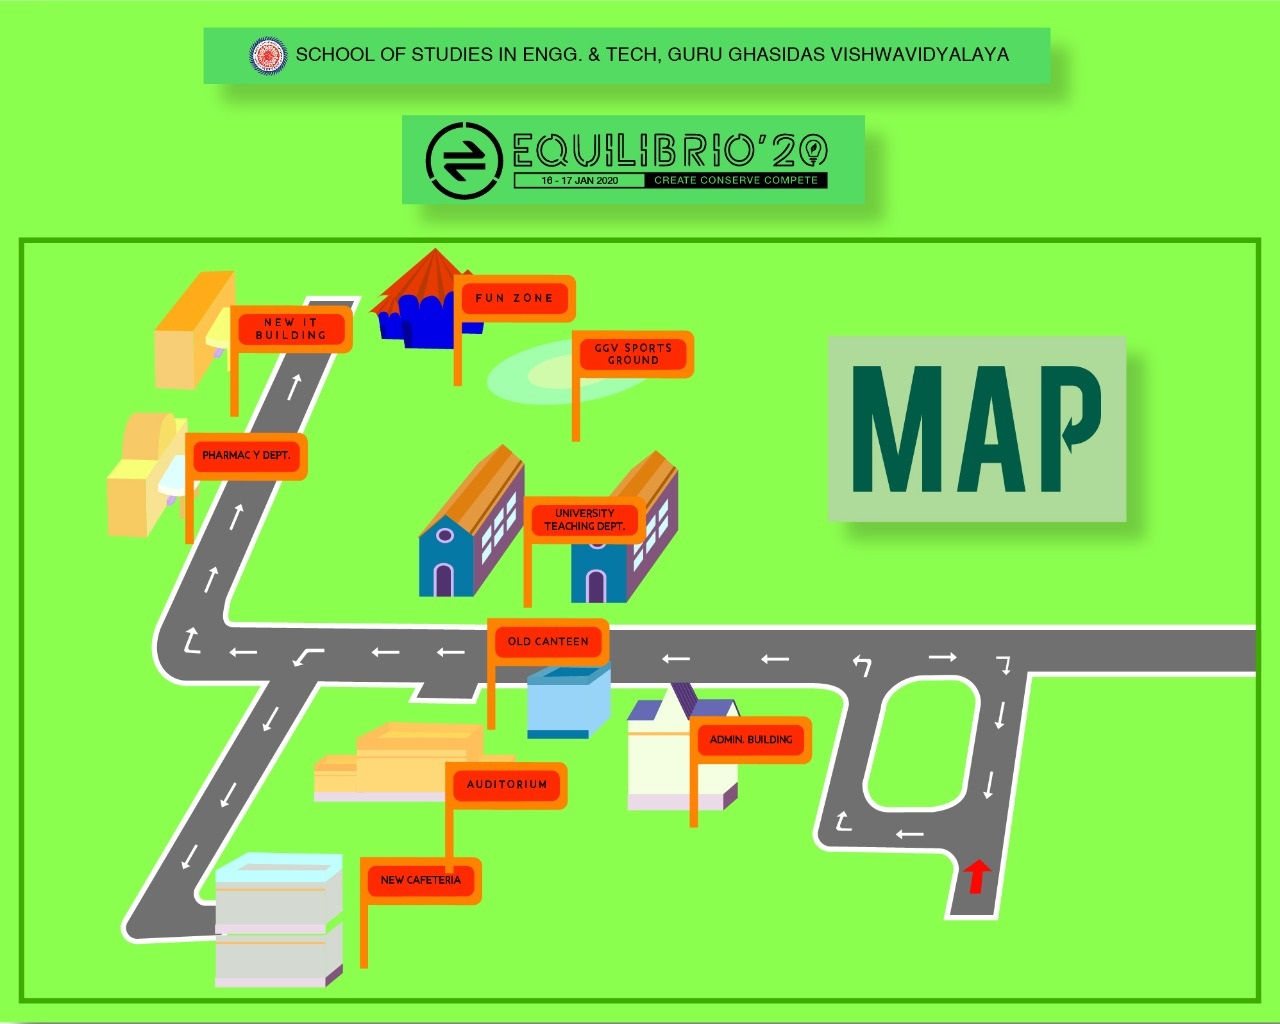 SCHOOL OF STUDIES IN ENGG. & TECH, GURU GHASIDAS VISHWAVIDYALAYA
EQUILIBRIO'20
16 - 17 JAN 2020 CREATE CONSERVE COMPETE
FUN ZONE
NEW IT
BUILDING
GGV SPORTS
GROUND
MAP
PHARMAC Y DEPT.
UNIVERSITY
TEACHING DEPT.
OLD CANTEEN
ADMIN. BUILDING
AUDITORIUM
NEW CAFETERIA